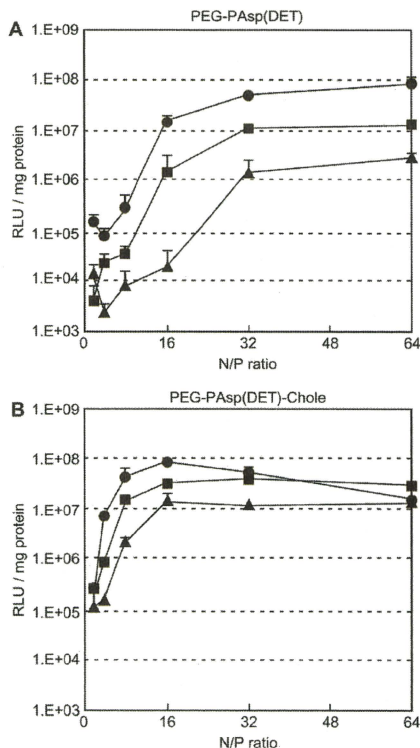 A
PEG-PAsp(DET)
1.E+09
1.E+08
1.E+07
1.E+06
1.E+05
1.E+04
1.E+03
RLU / mg protein
0 16 32 48 64
N/P ratio
B
PEG-PAsp(DET)-Chole
1.E+09
1.E+08
1.E+07
1.E+06
1.E+05
1.E+04
1.E+03
RLU / mg protein
0 16 32 48 64
N/P ratio.